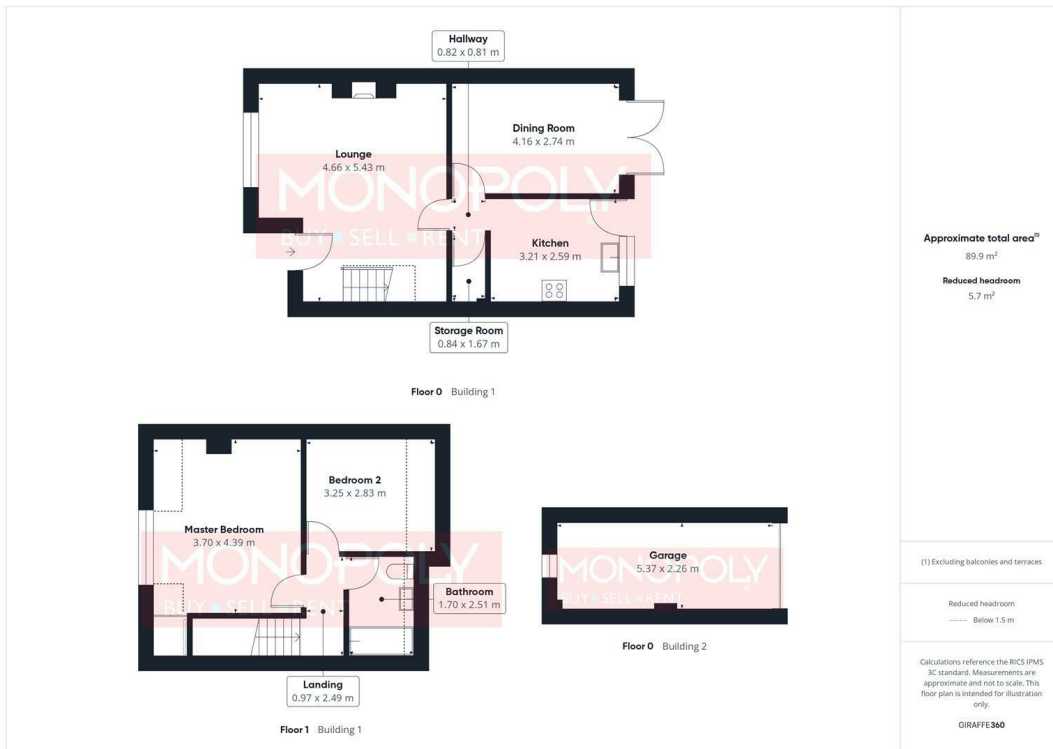 Hallway
0.82 x 0.81 m
Dining Room
4.16 x 2.74 m
Lounge
4.66 x 5.43 m
MONOPOLY
BUY SELL RENT
Kitchen
3.21 x 2.59 m
Storage Room
0.84 x 1.67 m
Floor 0 Building 1
Bedroom 2
3.25 x 2.83 m
Master Bedroom
3.70 x 4.39 m
MONOPOLY
BUY SELL RENT
Bathroom
1.70 x 2.51 m
Landing
0.97 x 2.49 m
Floor 1 Building 1
Garage
5.37 x 2.26 m
MONOPOLY
BUY SELL RENT
Floor 0 Building 2
Approximate total area(1)
89.9 m²
Reduced headroom
5.7 m²
(1) Excluding balconies and terraces
Reduced headroom
Below 1.5 m
Calculations reference the RICS IPMS
3C standard. Measurements are
approximate and not to scale. This
floor plan is intended for illustration
only.
GIRAFFE360